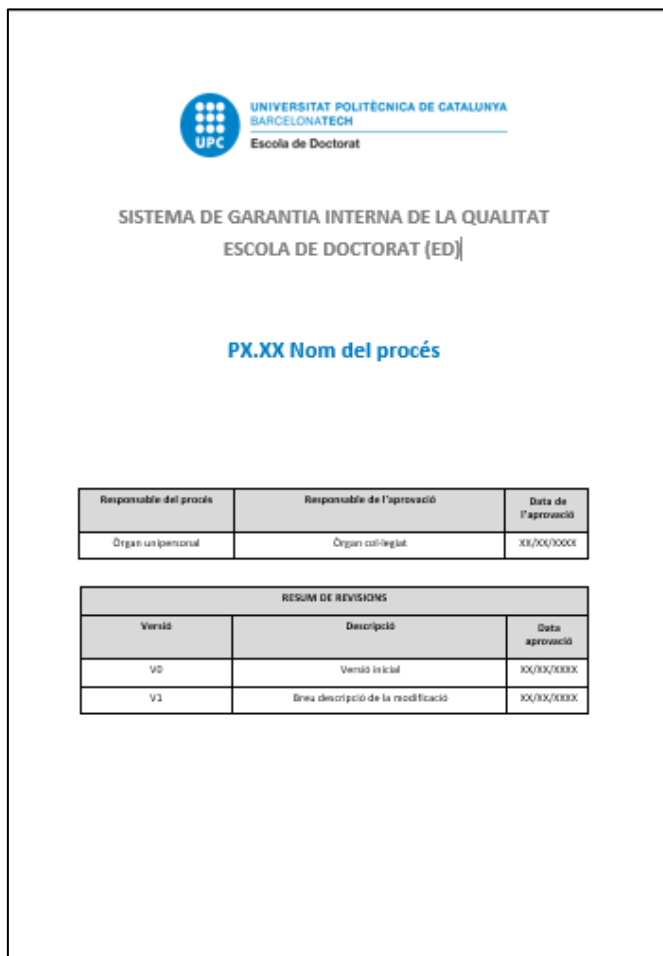 UNIVERSITAT POLITÈCNICA DE CATALUNYA
BARCELONATECH
Escola de Doctorat
UPC
SISTEMA DE GARANTIA INTERNA DE LA QUALITAT
ESCOLA DE DOCTORAT (ED)
PX.XX Nom del procés
Responsable del procés Responsable de l'aprovació Data de
l'aprovació
Òrgan unipersonal Òrgan col·legiat XX/XX/XXXX
RESUM DE REVISIONS
Versió Descripció Data
aprovació
V0 Versió inicial XX/XX/XXXX
V1 Breu descripció de la modificació XX/XX/XXXX